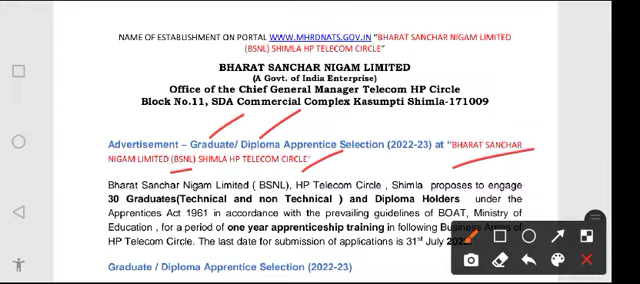 NAME OF ESTABLISHMENT ON PORTAL WWW.MHRDNATS.GOV.IN "BHARAT SANCHAR NIGAM LIMITED
(BSNL) SHIMLA HP TELECOM CIRCLE"
BHARAT SANCHAR NIGAM LIMITED
(A Govt. of India Enterprise)
Office of the Chief General Manager Telecom HP Circle
Block No.11, SDA Commercial Complex Kasumpti Shimla-171009
Advertisement – Graduate/ Diploma Apprentice Selection (2022-23) at "BHARAT SANCHAR
NIGAM LIMITED (BSNL) SHIMLA HP TELECOM CIRCLE"
Bharat Sanchar Nigam Limited ( BSNL), HP Telecom Circle , Shimla proposes to engage
30 Graduates(Technical and non Technical ) and Diploma Holders under the
Apprentices Act 1961 in accordance with the prevailing guidelines of BOAT, Ministry of
Education , for a period of one year apprenticeship training in following Business Areas of
HP Telecom Circle. The last date for submission of applications is 31st July 2022.
Graduate / Diploma Apprentice Selection (2022-23)